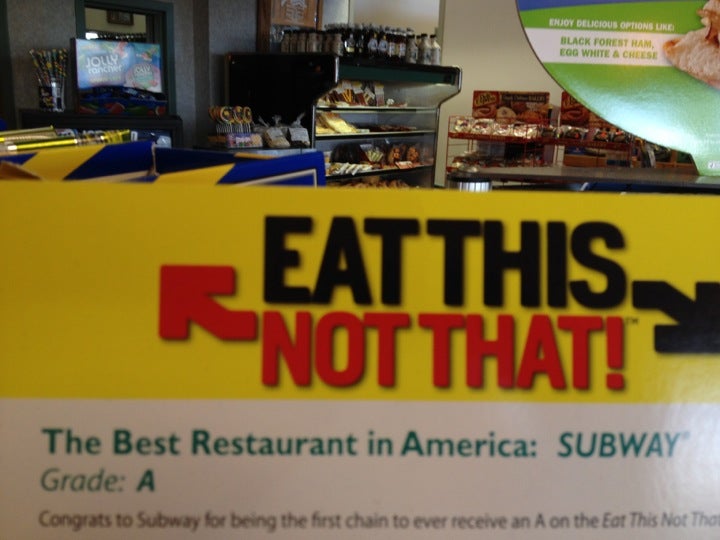 ENJOY DELICIOUS OPTIONS LIKE:
BLACK FOREST HAM,
EGG WHITE & CHEESE
JOLLY
rancher
EAT THIS
NOT THAT!™
The Best Restaurant in America: SUBWAY®
Grade: A
Congrats to Subway for being the first chain to ever receive an A on the Eat This Not That